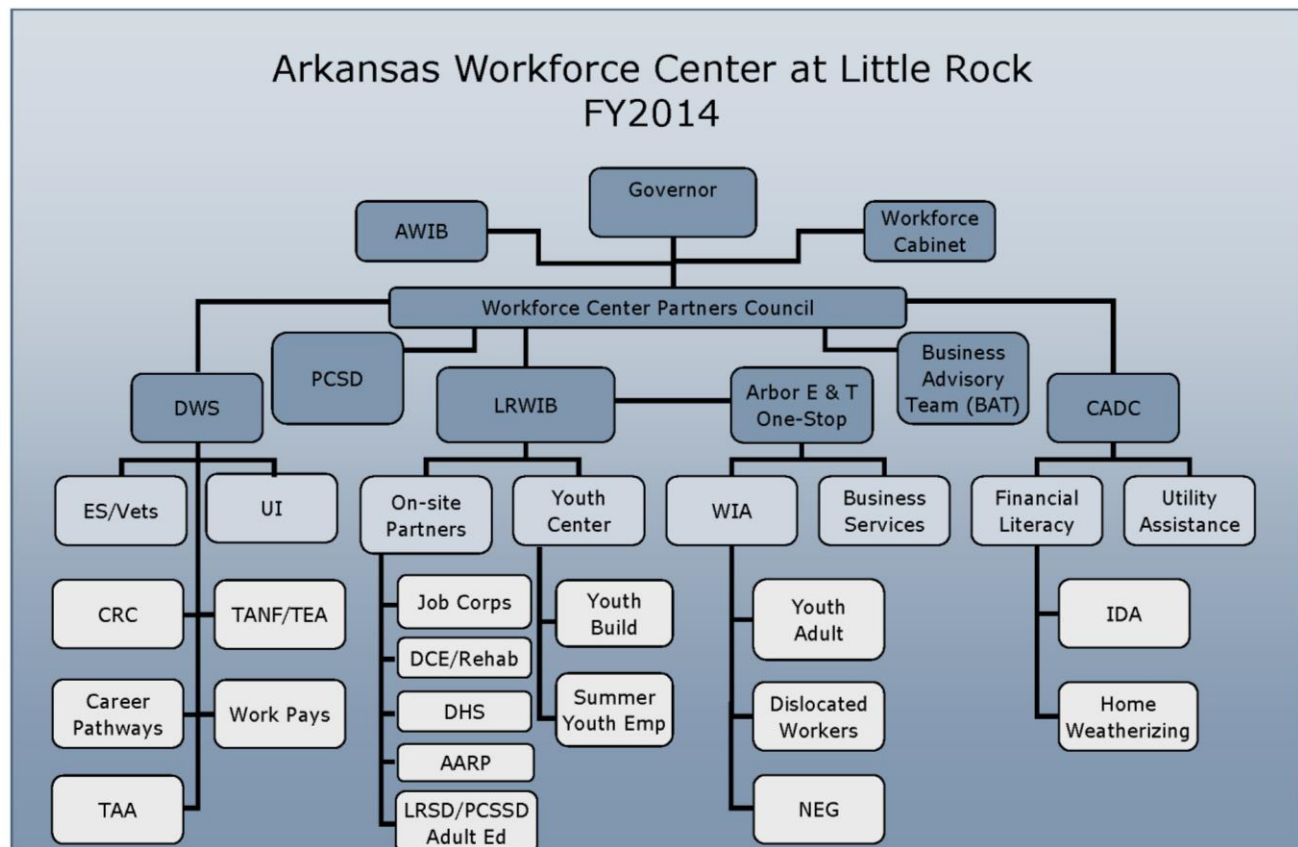 Arkansas Workforce Center at Little Rock
FY2014
Governor
AWIB
Workforce
Cabinet
Workforce Center Partners Council
PCSD
Business
Advisory
Team (BAT)
DWS
LRWIB
Arbor E & T
One-Stop
CADC
ES/Vets
UI
On-site
Partners
Youth
Center
WIA
Business
Services
Financial
Literacy
Utility
Assistance
CRC
TANF/TEA
Job Corps
Youth
Build
Youth
Adult
IDA
DCE/Rehab
Career
Pathways
Work Pays
DHS
Summer
Youth Emp
Dislocated
Workers
Home
Weatherizing
AARP
TAA
LRSD/PCSSD
Adult Ed
NEG